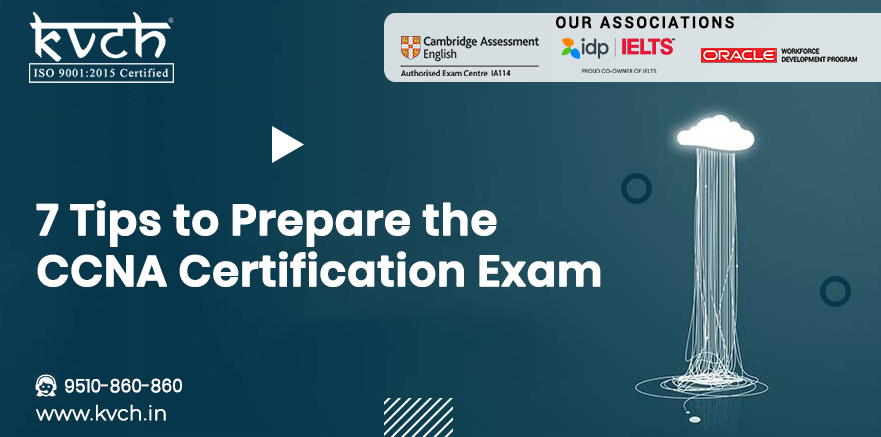 kvch®
ISO 9001:2015 Certified
OUR ASSOCIATIONS
Cambridge Assessment
English
Authorised Exam Centre IA114
idp IELTS™
PROUD CO-OWNER OF IELTS
ORACLE WORKFORCE
DEVELOPMENT PROGRAM
7 Tips to Prepare the
CCNA Certification Exam
9510-860-860
www.kvch.in